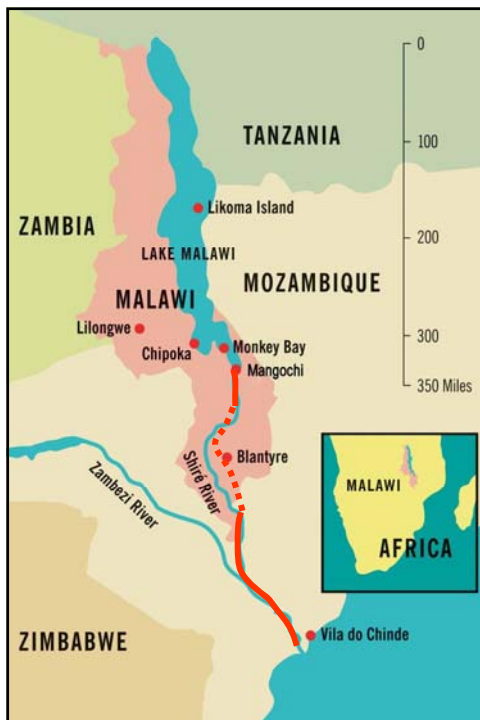 0
TANZANIA
100
Likoma Island
ZAMBIA
200
LAKE MALAWI
MOZAMBIQUE
MALAWI
Lilongwe
300
Chipoka
Monkey Bay
Mangochi
350 Miles
Shiré River
Blantyre
Zambezi River
MALAWI
AFRICA
ZIMBABWE
Vila do Chinde